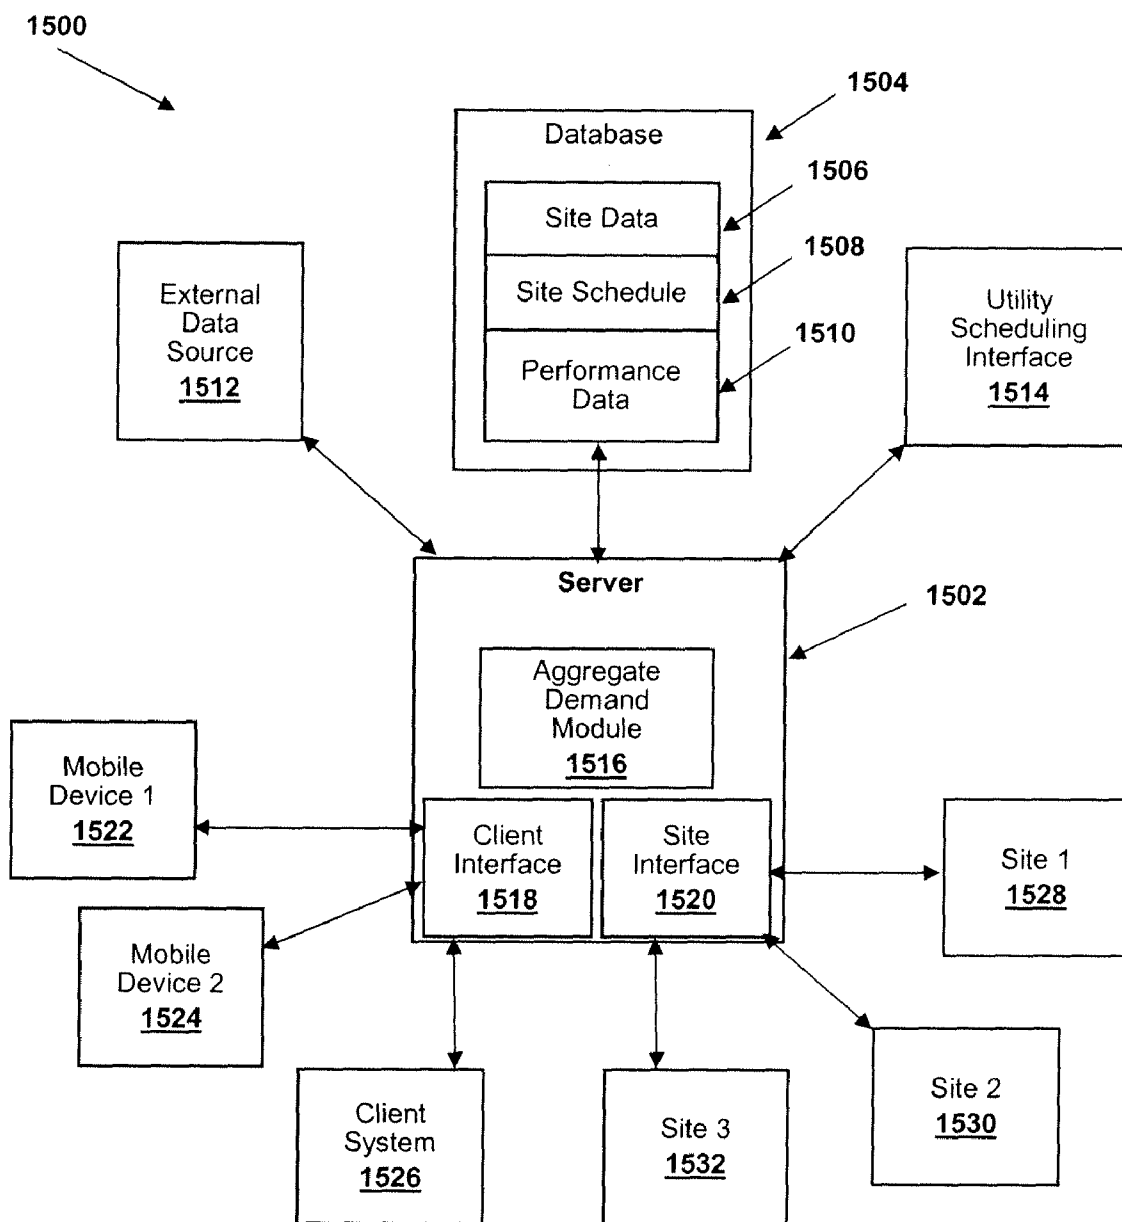 1500
1504
Database
1506
Site Data
1508
Site Schedule
1510
Performance
Data
External
Data
Source
1512
Utility
Scheduling
Interface
1514
Server
1502
Aggregate
Demand
Module
1516
Mobile
Device 1
1522
Client
Interface
1518
Site
Interface
1520
Site 1
1528
Mobile
Device 2
1524
Client
System
1526
Site 3
1532
Site 2
1530